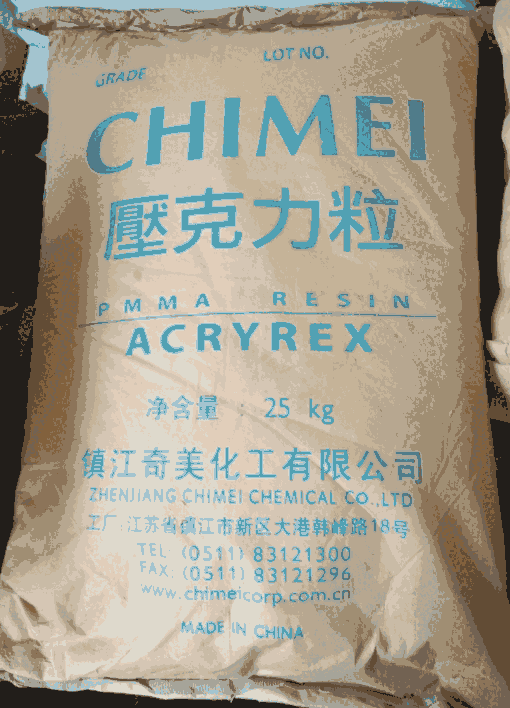 GRADE LOT NO.
CHIMEI
壓克力粒
PMMA RESIN
ACRYREX
净含量 : 25 kg
镇江奇美化工有限公司
ZHENJIANG CHIMEI CHEMICAL CO.,LTD
工厂:江苏省镇江市新区大港韩峰路18号
TEL: (0511) 83121300
FAX: (0511) 83121296
www.chimeicorp.com.cn
MADE IN CHINA